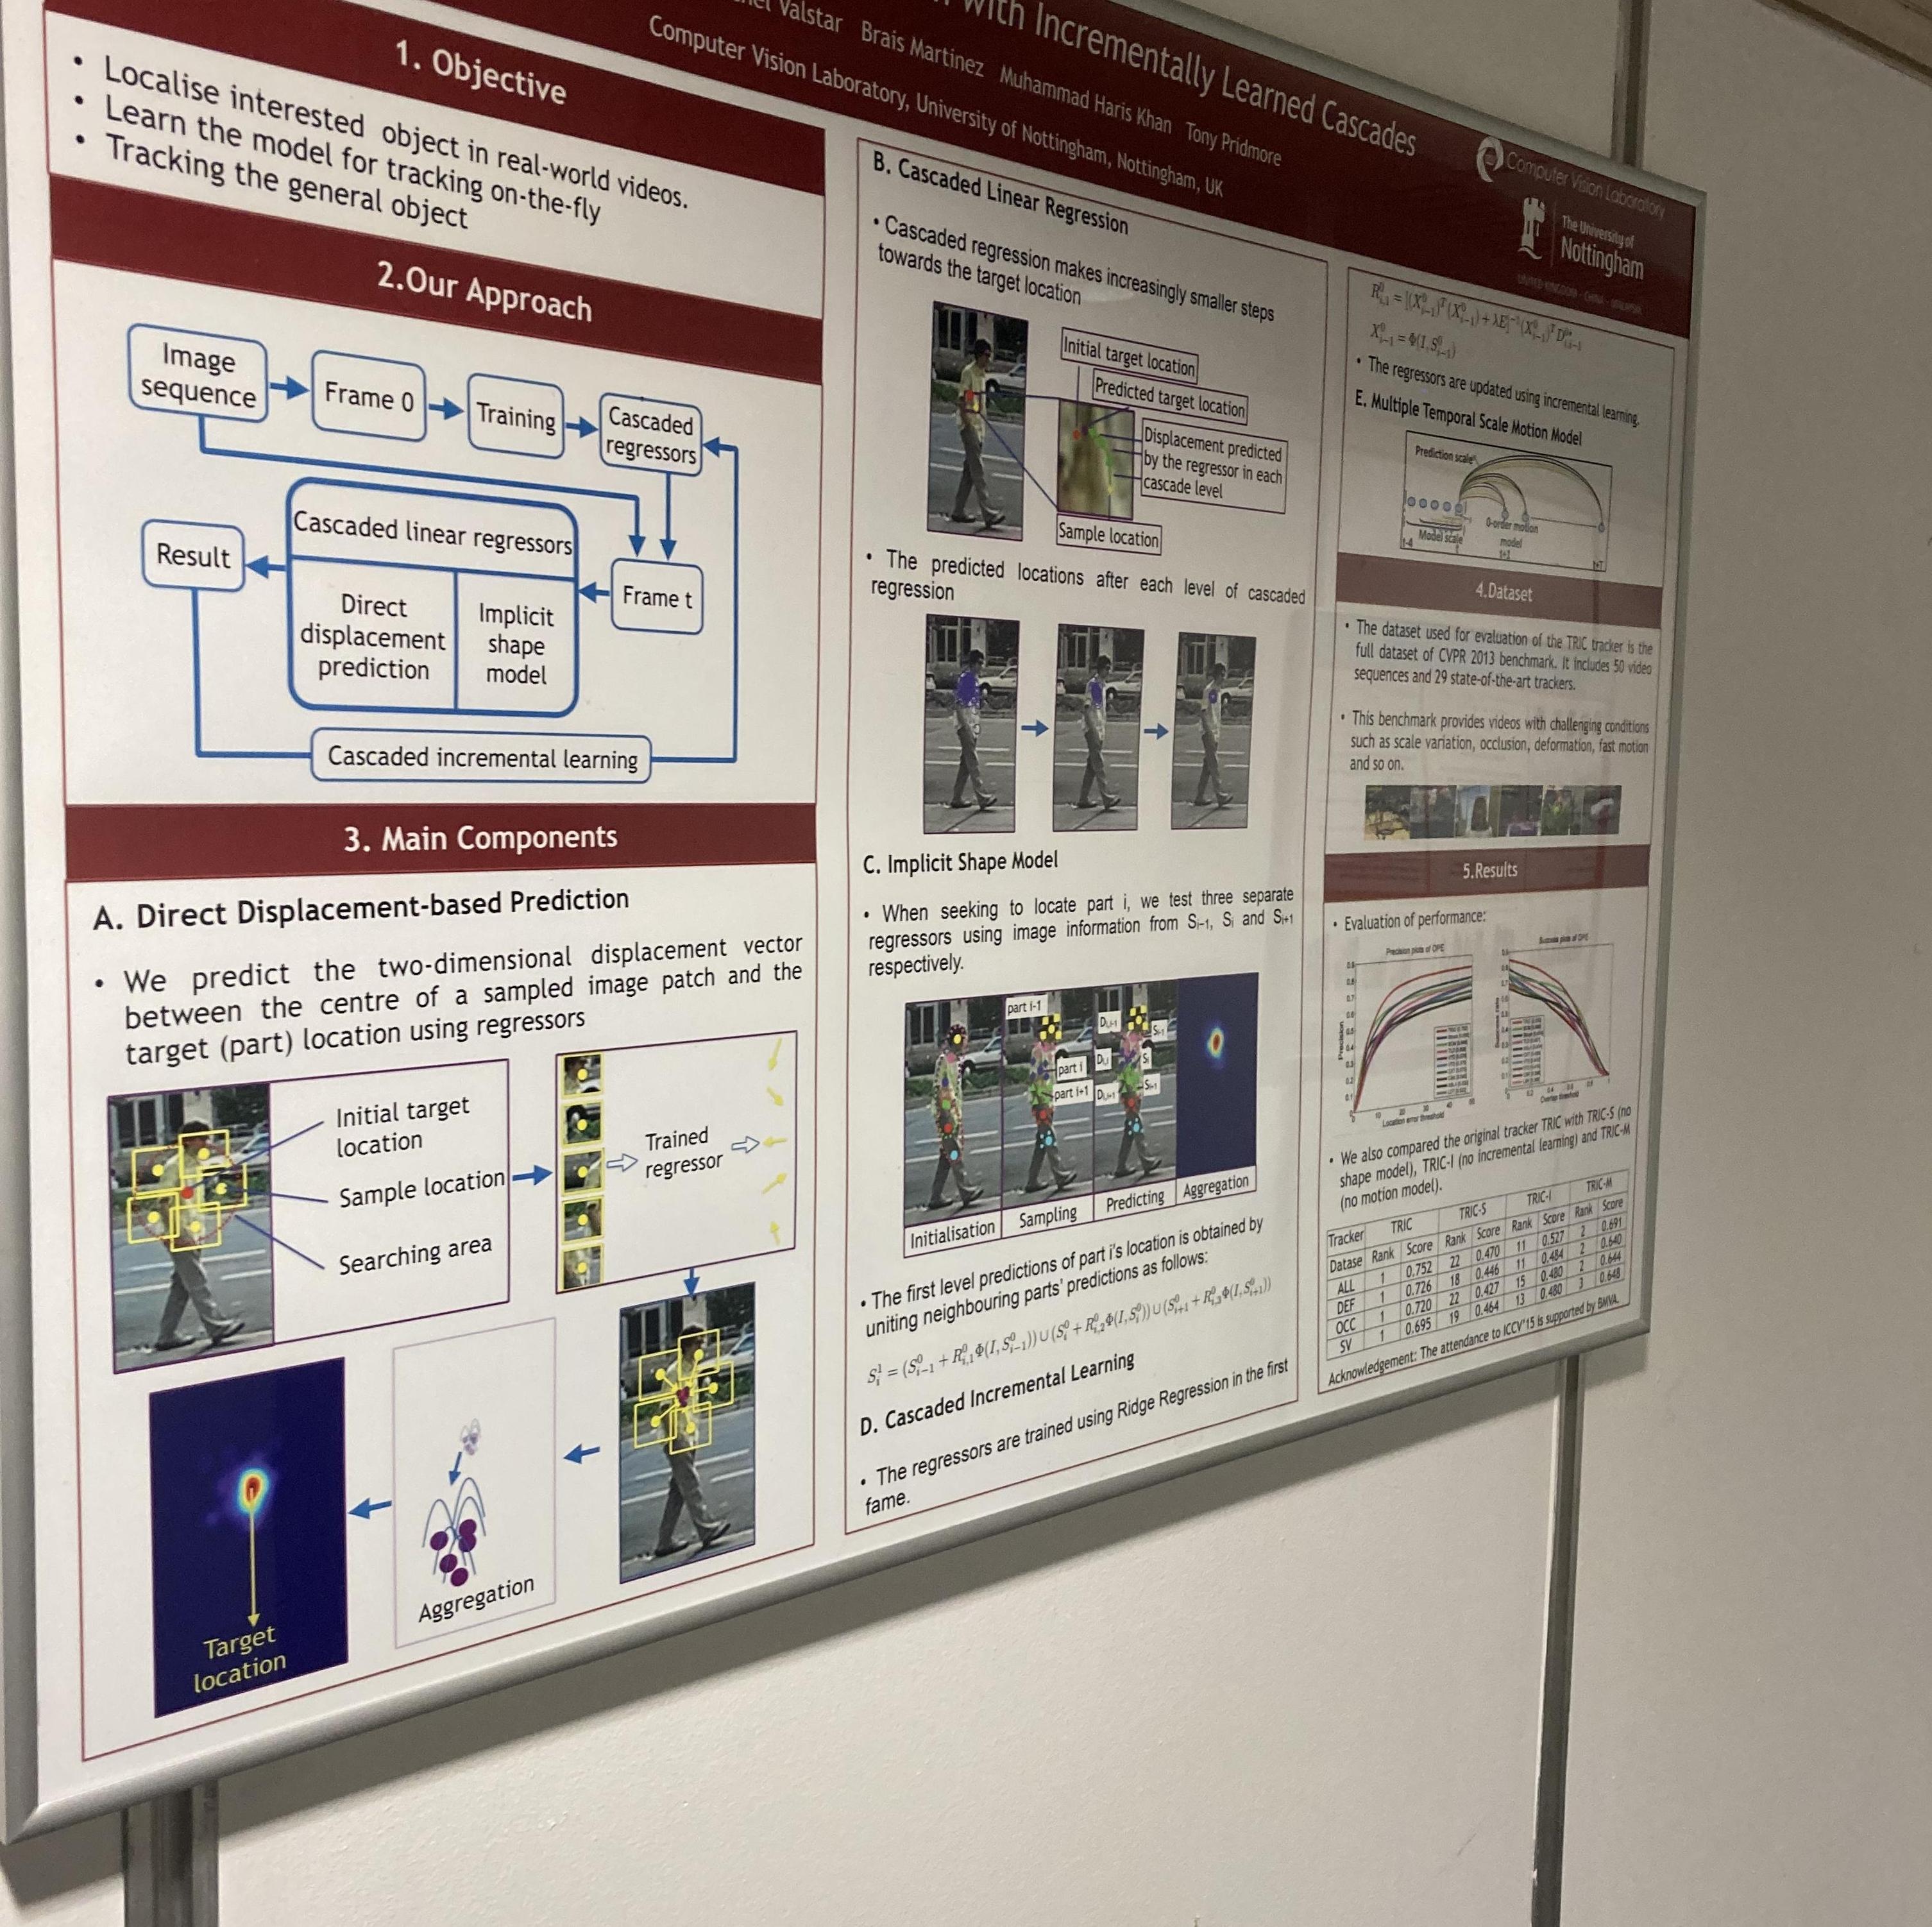 with Incrementally Learned Cascades
Valstar Brais Martinez Muhammad Haris Khan Tony Pridmore
Computer Vision Laboratory, University of Nottingham, Nottingham, UK
Computer Vision Laboratory
The University of
Nottingham
UNITED KINGDOM · CHINA · MALAYSIA
1. Objective
• Localise interested object in real-world videos.
• Learn the model for tracking on-the-fly
• Tracking the general object
2.Our Approach
Image
sequence
Frame 0
Training
Cascaded
regressors
Cascaded linear regressors
Result
Direct
displacement
prediction
Implicit
shape
model
Frame t
Cascaded incremental learning
3. Main Components
A. Direct Displacement-based Prediction
• We predict the two-dimensional displacement vector
between the centre of a sampled image patch and the
target (part) location using regressors
Initial target
location
Sample location
Searching area
Trained
regressor
Aggregation
Target
location
B. Cascaded Linear Regression
• Cascaded regression makes increasingly smaller steps
towards the target location
Initial target location
Predicted target location
Displacement predicted
by the regressor in each
cascade level
Sample location
• The predicted locations after each level of cascaded
regression
C. Implicit Shape Model
• When seeking to locate part i, we test three separate
regressors using image information from Si-1, Si and Si+1
respectively.
part i-1
part i
part i+1
Di,i-1
Di,i
Di,i+1
Si-1
Si
Si+1
Initialisation
Sampling
Predicting
Aggregation
• The first level predictions of part i's location is obtained by
uniting neighbouring parts' predictions as follows:
S_i^1 = (S_{i-1}^0 + R_{i,1}^0 Φ(I, S_{i-1}^0)) ∪ (S_i^0 + R_{i,2}^0 Φ(I, S_i^0)) ∪ (S_{i+1}^0 + R_{i,3}^0 Φ(I, S_{i+1}^0))
D. Cascaded Incremental Learning
• The regressors are trained using Ridge Regression in the first
fame.
R_{i,1}^0 = [(X_{i-1}^0)^T (X_{i-1}^0) + λE]^{-1} (X_{i-1}^0)^T D_{i,i-1}^{0*}
X_{i-1}^0 = Φ(I, S_{i-1}^0)
• The regressors are updated using incremental learning.
E. Multiple Temporal Scale Motion Model
Prediction scale
Model scale
0-order motion
model
t-4
t
t+1
t+T
4.Dataset
• The dataset used for evaluation of the TRIC tracker is the
full dataset of CVPR 2013 benchmark. It includes 50 video
sequences and 29 state-of-the-art trackers.
• This benchmark provides videos with challenging conditions
such as scale variation, occlusion, deformation, fast motion
and so on.
5.Results
• Evaluation of performance:
Precision plots of OPE
Precision
Location error threshold
Success plots of OPE
Success rate
Overlap threshold
• We also compared the original tracker TRIC with TRIC-S (no
shape model), TRIC-I (no incremental learning) and TRIC-M
(no motion model).
Tracker TRIC TRIC-S TRIC-I TRIC-M
Datase Rank Score Rank Score Rank Score Rank Score
ALL 1 0.752 22 0.470 11 0.527 2 0.691
DEF 1 0.726 18 0.446 11 0.484 2 0.640
OCC 1 0.720 22 0.427 15 0.480 2 0.644
SV 1 0.695 19 0.464 13 0.480 3 0.648
Acknowledgement: The attendance to ICCV'15 is supported by BMVA.